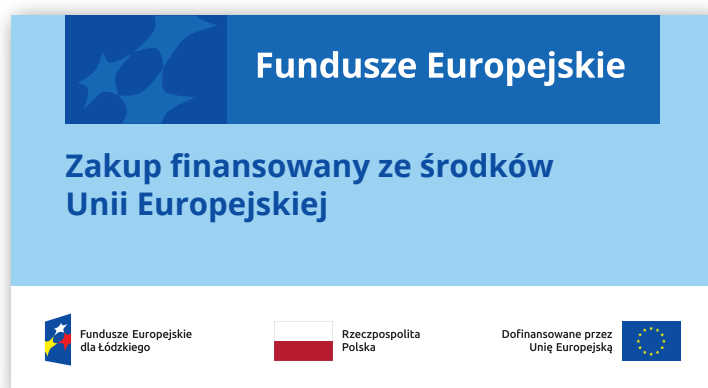 Fundusze Europejskie
Zakup finansowany ze środków
Unii Europejskiej
Fundusze Europejskie
dla Łódzkiego
Rzeczpospolita
Polska
Dofinansowane przez
Unię Europejską